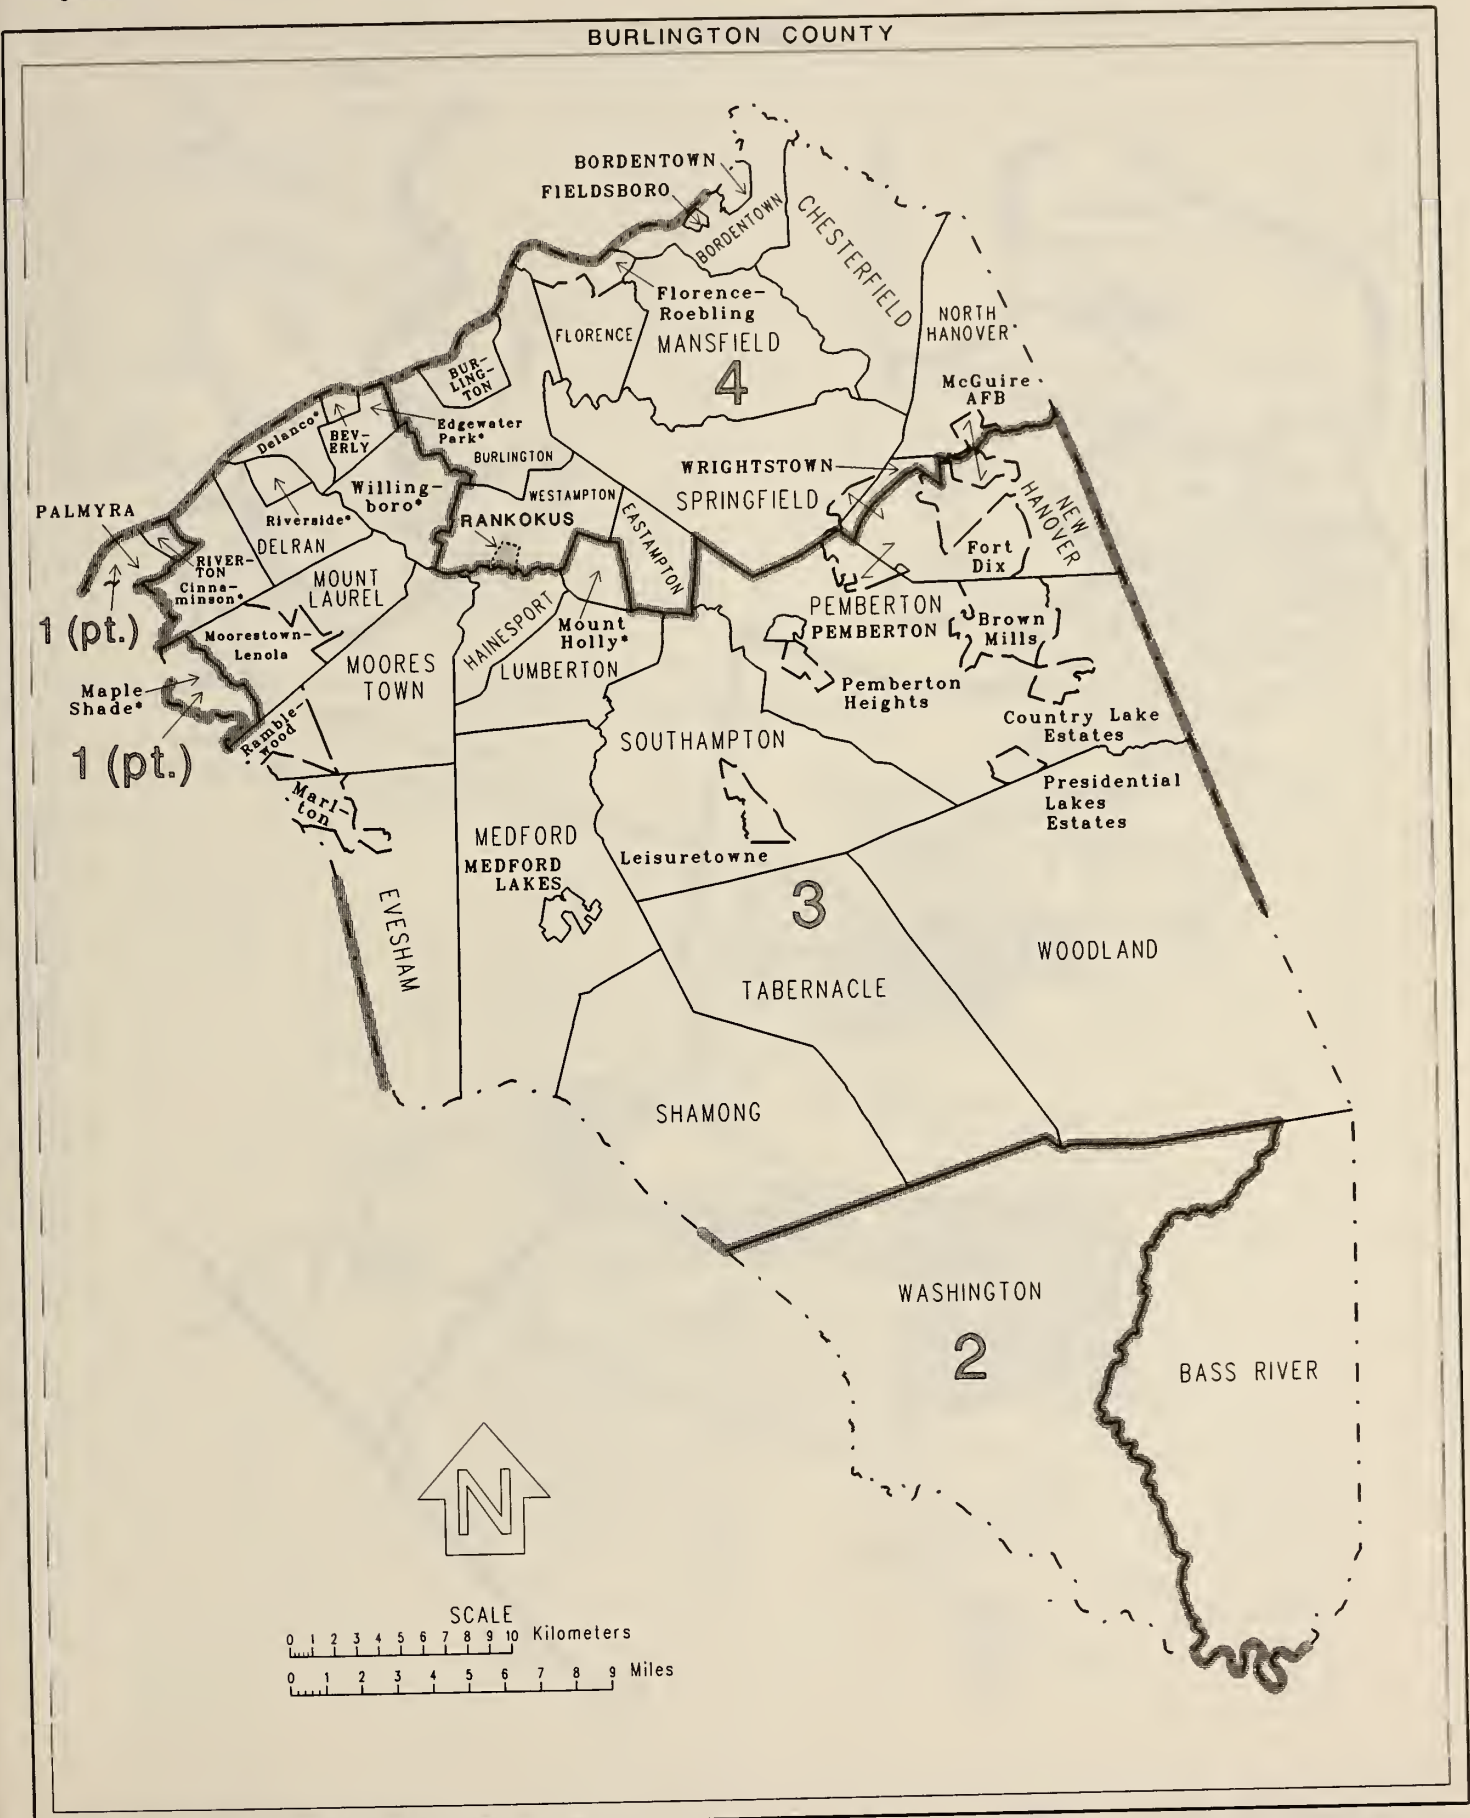 BURLINGTON COUNTY
BORDENTOWN
FIELDSBORO
BORDENTOWN
CHESTERFIELD
Florence-
Roebling
FLORENCE
MANSFIELD
4
NORTH
HANOVER
McGuire
AFB
BUR-
LING-
TON
Delanco*
BEV-
ERLY
Edgewater
Park*
BURLINGTON
WRIGHTSTOWN
SPRINGFIELD
NEW
HANOVER
Willing-
boro*
WESTAMPTON
EASTAMPTON
PALMYRA
Riverside*
RANKOKUS
DELRAN
RIVER-
TON
Cinna-
minson*
Fort
Dix
MOUNT
LAUREL
1 (pt.)
Moorestown-
Lenola
HAINESPORT
Mount
Holly*
PEMBERTON
PEMBERTON
Brown
Mills
MOORES
TOWN
LUMBERTON
Maple
Shade*
Pemberton
Heights
Country Lake
Estates
1 (pt.)
Ramble-
wood
SOUTHAMPTON
Presidential
Lakes
Estates
Marl-
ton
MEDFORD
MEDFORD
LAKES
Leisuretowne
EVESHAM
3
WOODLAND
TABERNACLE
SHAMONG
WASHINGTON
2
BASS RIVER
N
SCALE
0 1 2 3 4 5 6 7 8 9 10 Kilometers
0 1 2 3 4 5 6 7 8 9 Miles